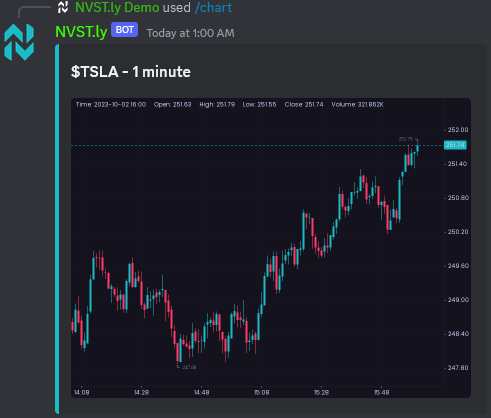 NVST.ly Demo used /chart
NVST.ly BOT Today at 1:00 AM
$TSLA - 1 minute
Time: 2023-10-02 16:00 Open: 251.63 High: 251.79 Low: 251.55 Close: 251.74 Volume: 321.862K
252.00
251.79
251.74
251.40
250.80
250.20
249.60
249.00
248.40
247.80
14:08 14:28 14:48 15:08 15:28 15:48